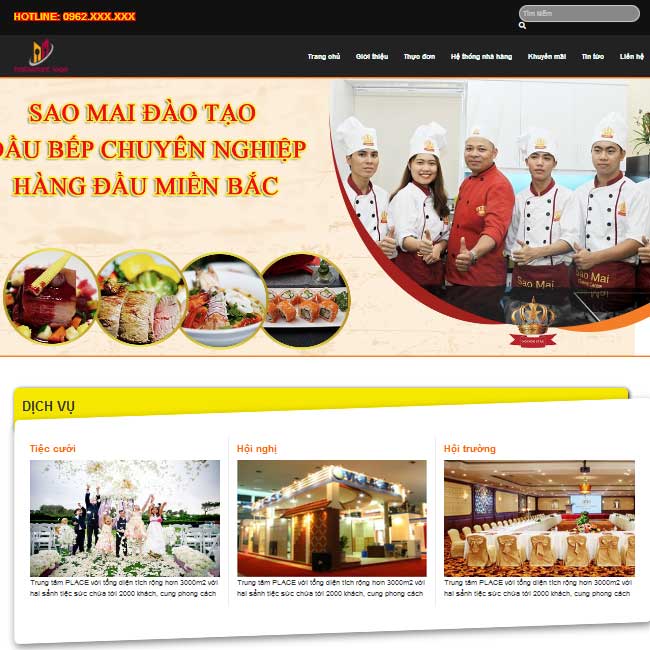 HOTLINE: 0962.XXX.XXX
Tìm kiếm
Trang chủ Giới thiệu Thực đơn Hệ thống nhà hàng Khuyến mãi Tin tức Liên hệ
SAO MAI ĐÀO TẠO
ĐẦU BẾP CHUYÊN NGHIỆP
HÀNG ĐẦU MIỀN BẮC
Sao Mai
DỊCH VỤ
Tiệc cưới
Trung tâm PLACE với tổng diện tích rộng hơn 3000m2 với
hai sảnh tiệc sức chứa tới 2000 khách, cung phong cách
Hội nghị
Trung tâm PLACE với tổng diện tích rộng hơn 3000m2 với
hai sảnh tiệc sức chứa tới 2000 khách, cung phong cách
Hội trường
Trung tâm PLACE với tổng diện tích rộng hơn 3000m2 với
hai sảnh tiệc sức chứa tới 2000 khách, cung phong cách